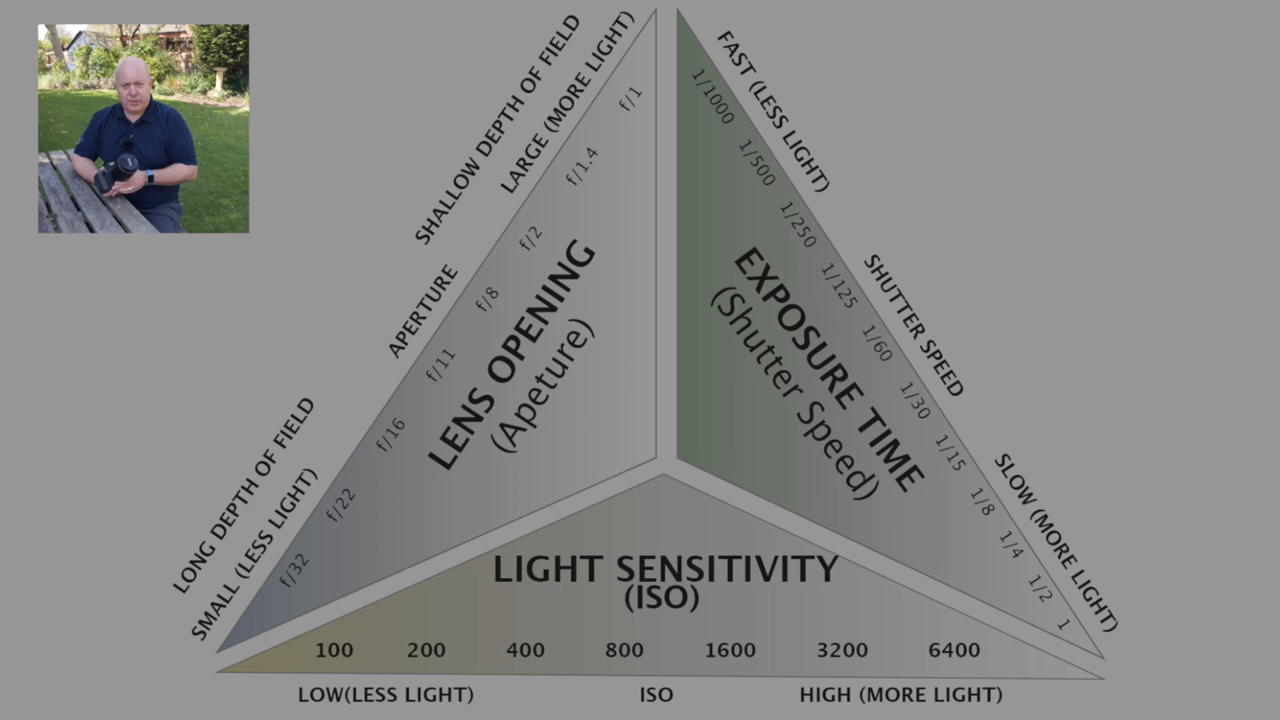 SHALLOW DEPTH OF FIELD
LARGE (MORE LIGHT)
APERTURE
LONG DEPTH OF FIELD
SMALL (LESS LIGHT)
f/1
f/1.4
f/2
f/8
f/11
f/16
f/22
f/32
LENS OPENING
(Apeture)
FAST (LESS LIGHT)
SHUTTER SPEED
SLOW (MORE LIGHT)
1/1000
1/500
1/250
1/125
1/60
1/30
1/15
1/8
1/4
1/2
1
EXPOSURE TIME
(Shutter Speed)
LIGHT SENSITIVITY
(ISO)
100 200 400 800 1600 3200 6400
LOW(LESS LIGHT) ISO HIGH (MORE LIGHT)